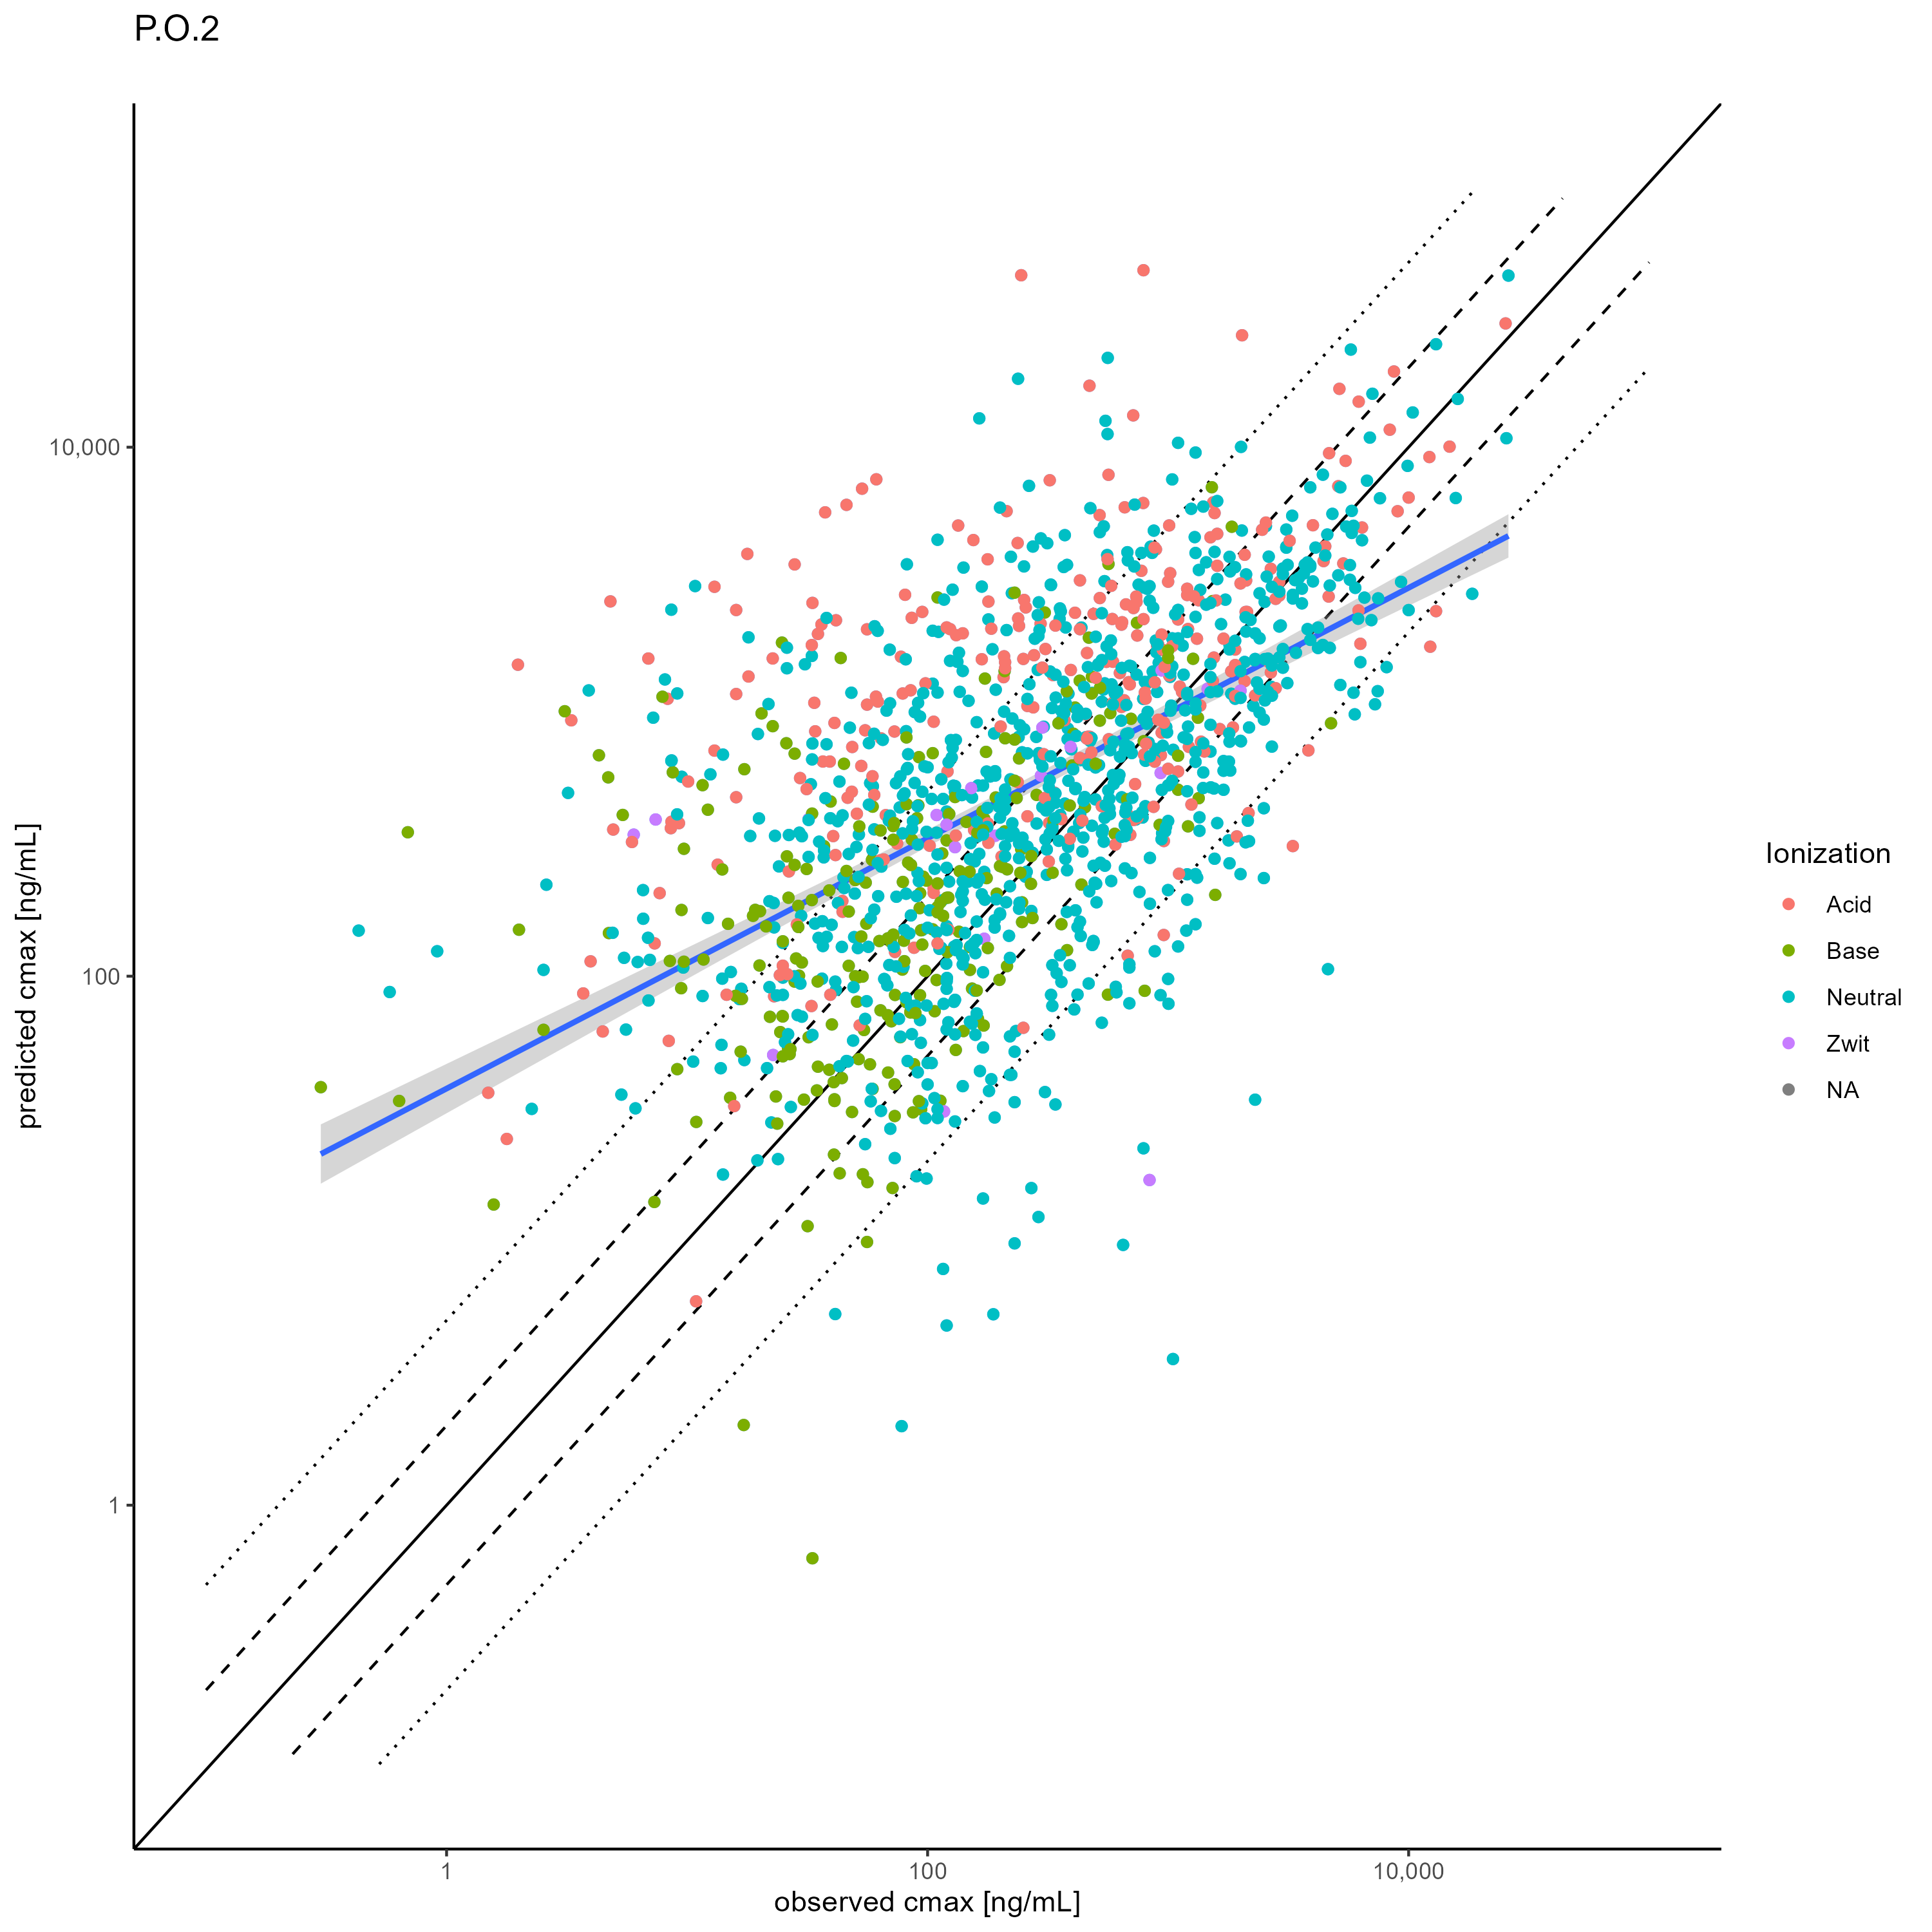 P.O.2
predicted cmax [ng/mL]
10,000
100
1
1
100
10,000
observed cmax [ng/mL]
Ionization
Acid
Base
Neutral
Zwit
NA